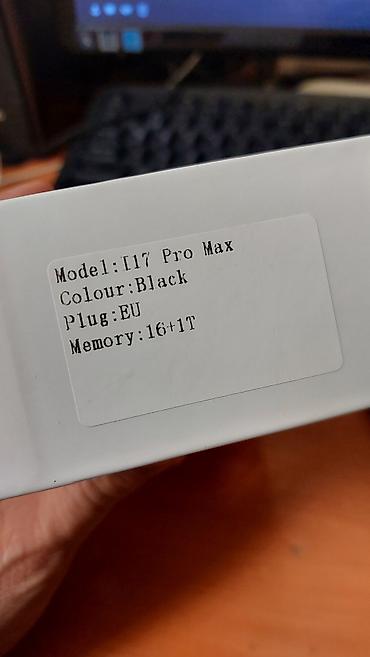 Model:I17 Pro Max
Colour:Black
Plug:EU
Memory:16+1T